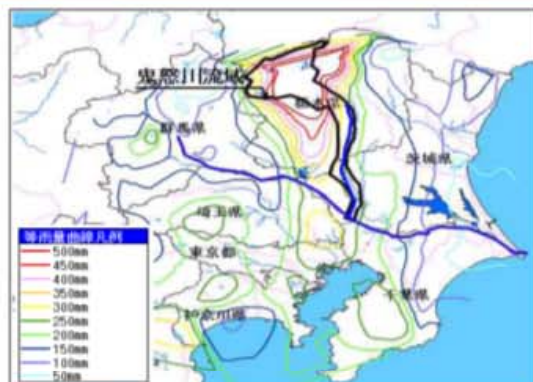 鬼怒川流域
栃木県
群馬県
茨城県
埼玉県
東京都
千葉県
神奈川県
等雨量曲線凡例
500mm
450mm
400mm
350mm
300mm
250mm
200mm
150mm
100mm
50mm